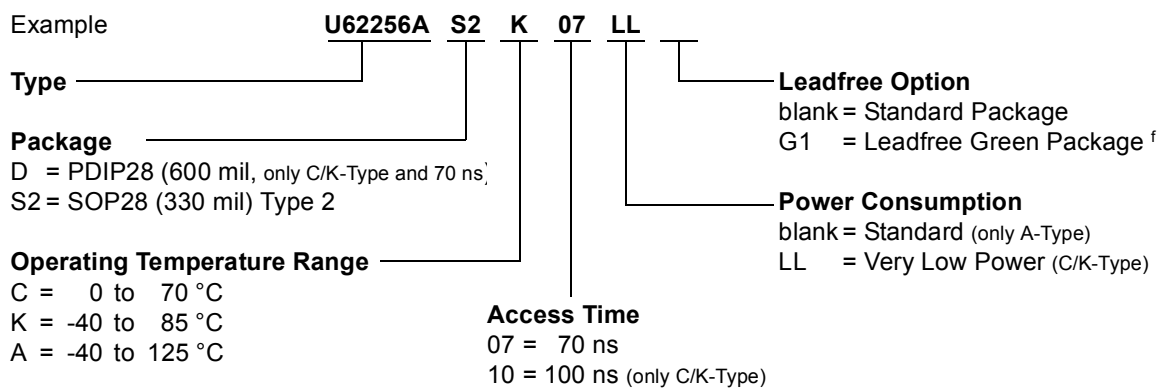 Example U62256A S2 K 07 LL
Type
Package
D = PDIP28 (600 mil, only C/K-Type and 70 ns)
S2 = SOP28 (330 mil) Type 2
Operating Temperature Range
C = 0 to 70 °C
K = -40 to 85 °C
A = -40 to 125 °C
Access Time
07 = 70 ns
10 = 100 ns (only C/K-Type)
Leadfree Option
blank = Standard Package
G1 = Leadfree Green Package f
Power Consumption
blank = Standard (only A-Type)
LL = Very Low Power (C/K-Type)